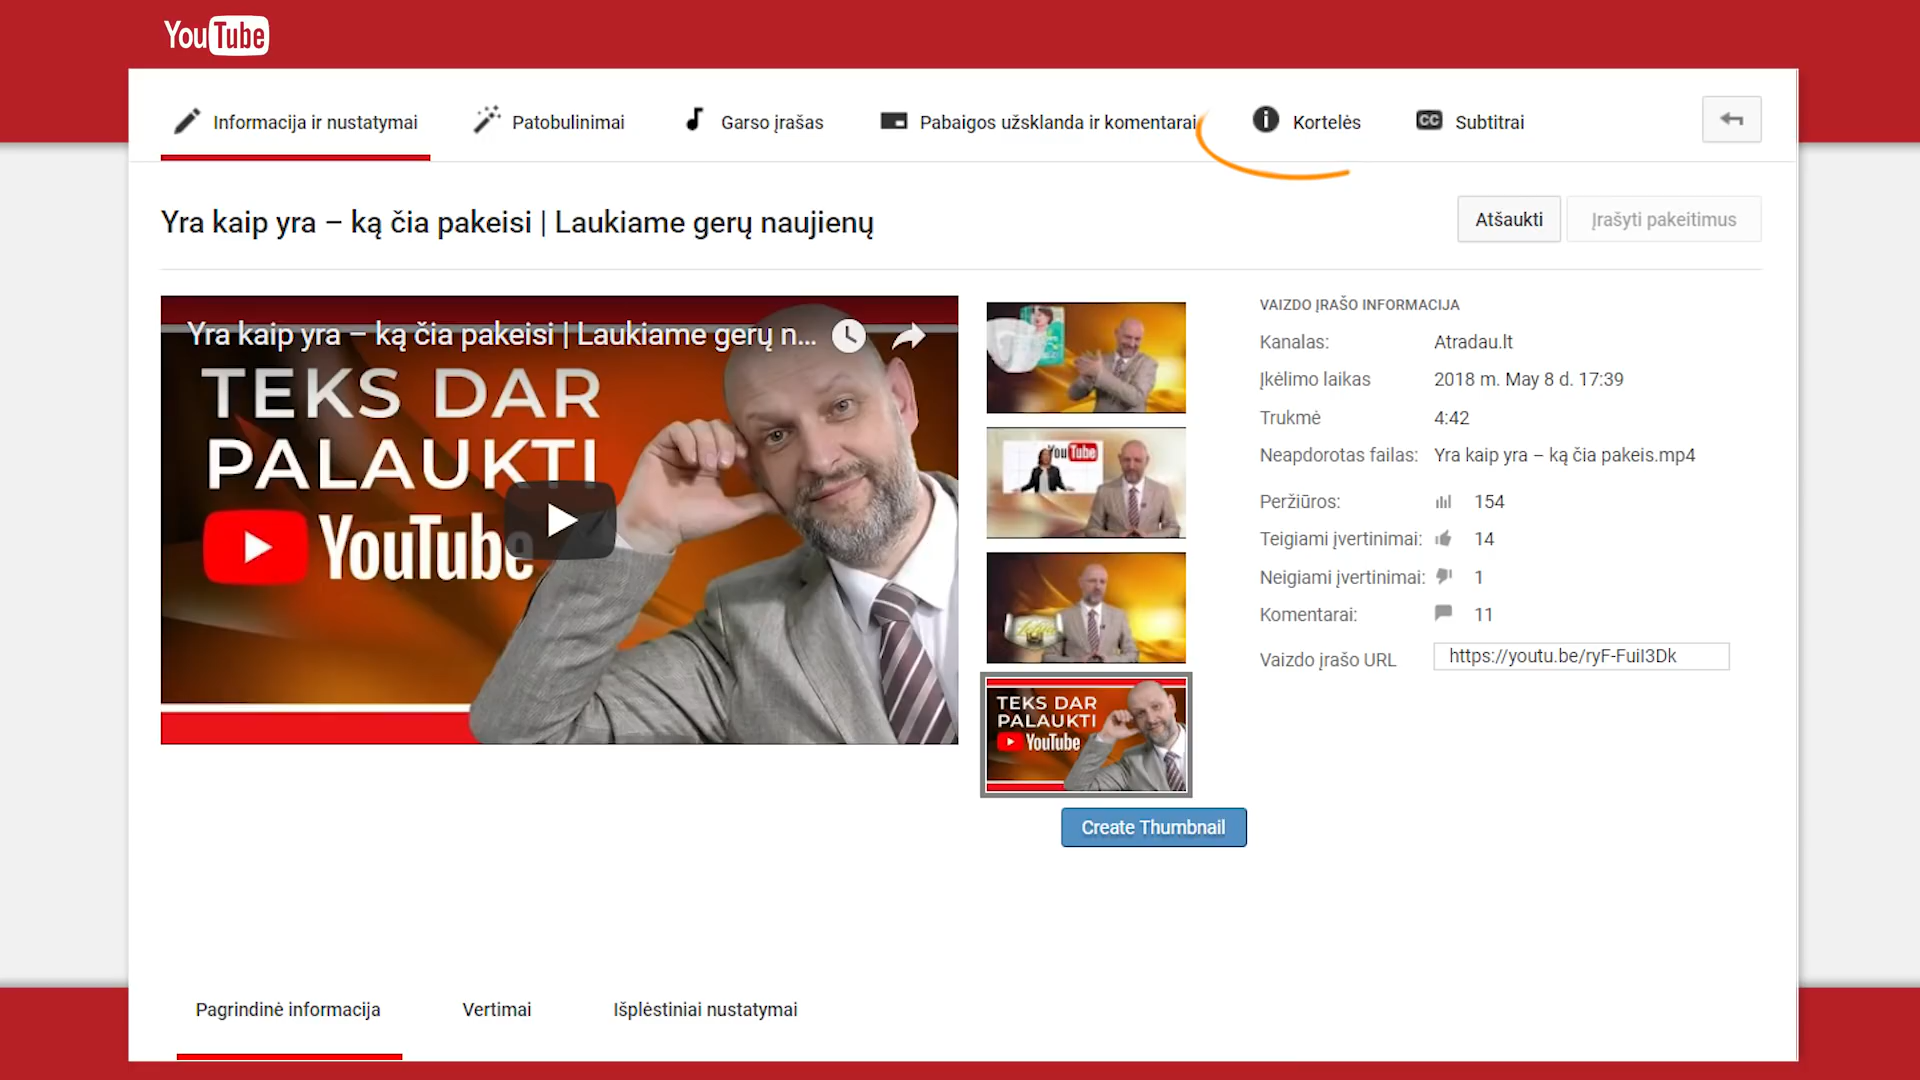 YouTube
Informacija ir nustatymai
Patobulinimai
Garso įrašas
Pabaigos užsklanda ir komentarai
Kortelės
CC Subtitrai
Yra kaip yra – ką čia pakeisi | Laukiame gerų naujienų
Atšaukti
Įrašyti pakeitimus
Yra kaip yra – ką čia pakeisi | Laukiame gerų n...
TEKS DAR
PALAUKTI
YouTube
YouTube
TEKS DAR
PALAUKTI
YouTube
Create Thumbnail
VAIZDO ĮRAŠO INFORMACIJA
Kanalas: Atradau.lt
Įkėlimo laikas 2018 m. May 8 d. 17:39
Trukmė 4:42
Neapdorotas failas: Yra kaip yra – ką čia pakeis.mp4
Peržiūros: 154
Teigiami įvertinimai: 14
Neigiami įvertinimai: 1
Komentarai: 11
Vaizdo įrašo URL https://youtu.be/ryF-FuiI3Dk
Pagrindinė informacija
Vertimai
Išplėstiniai nustatymai